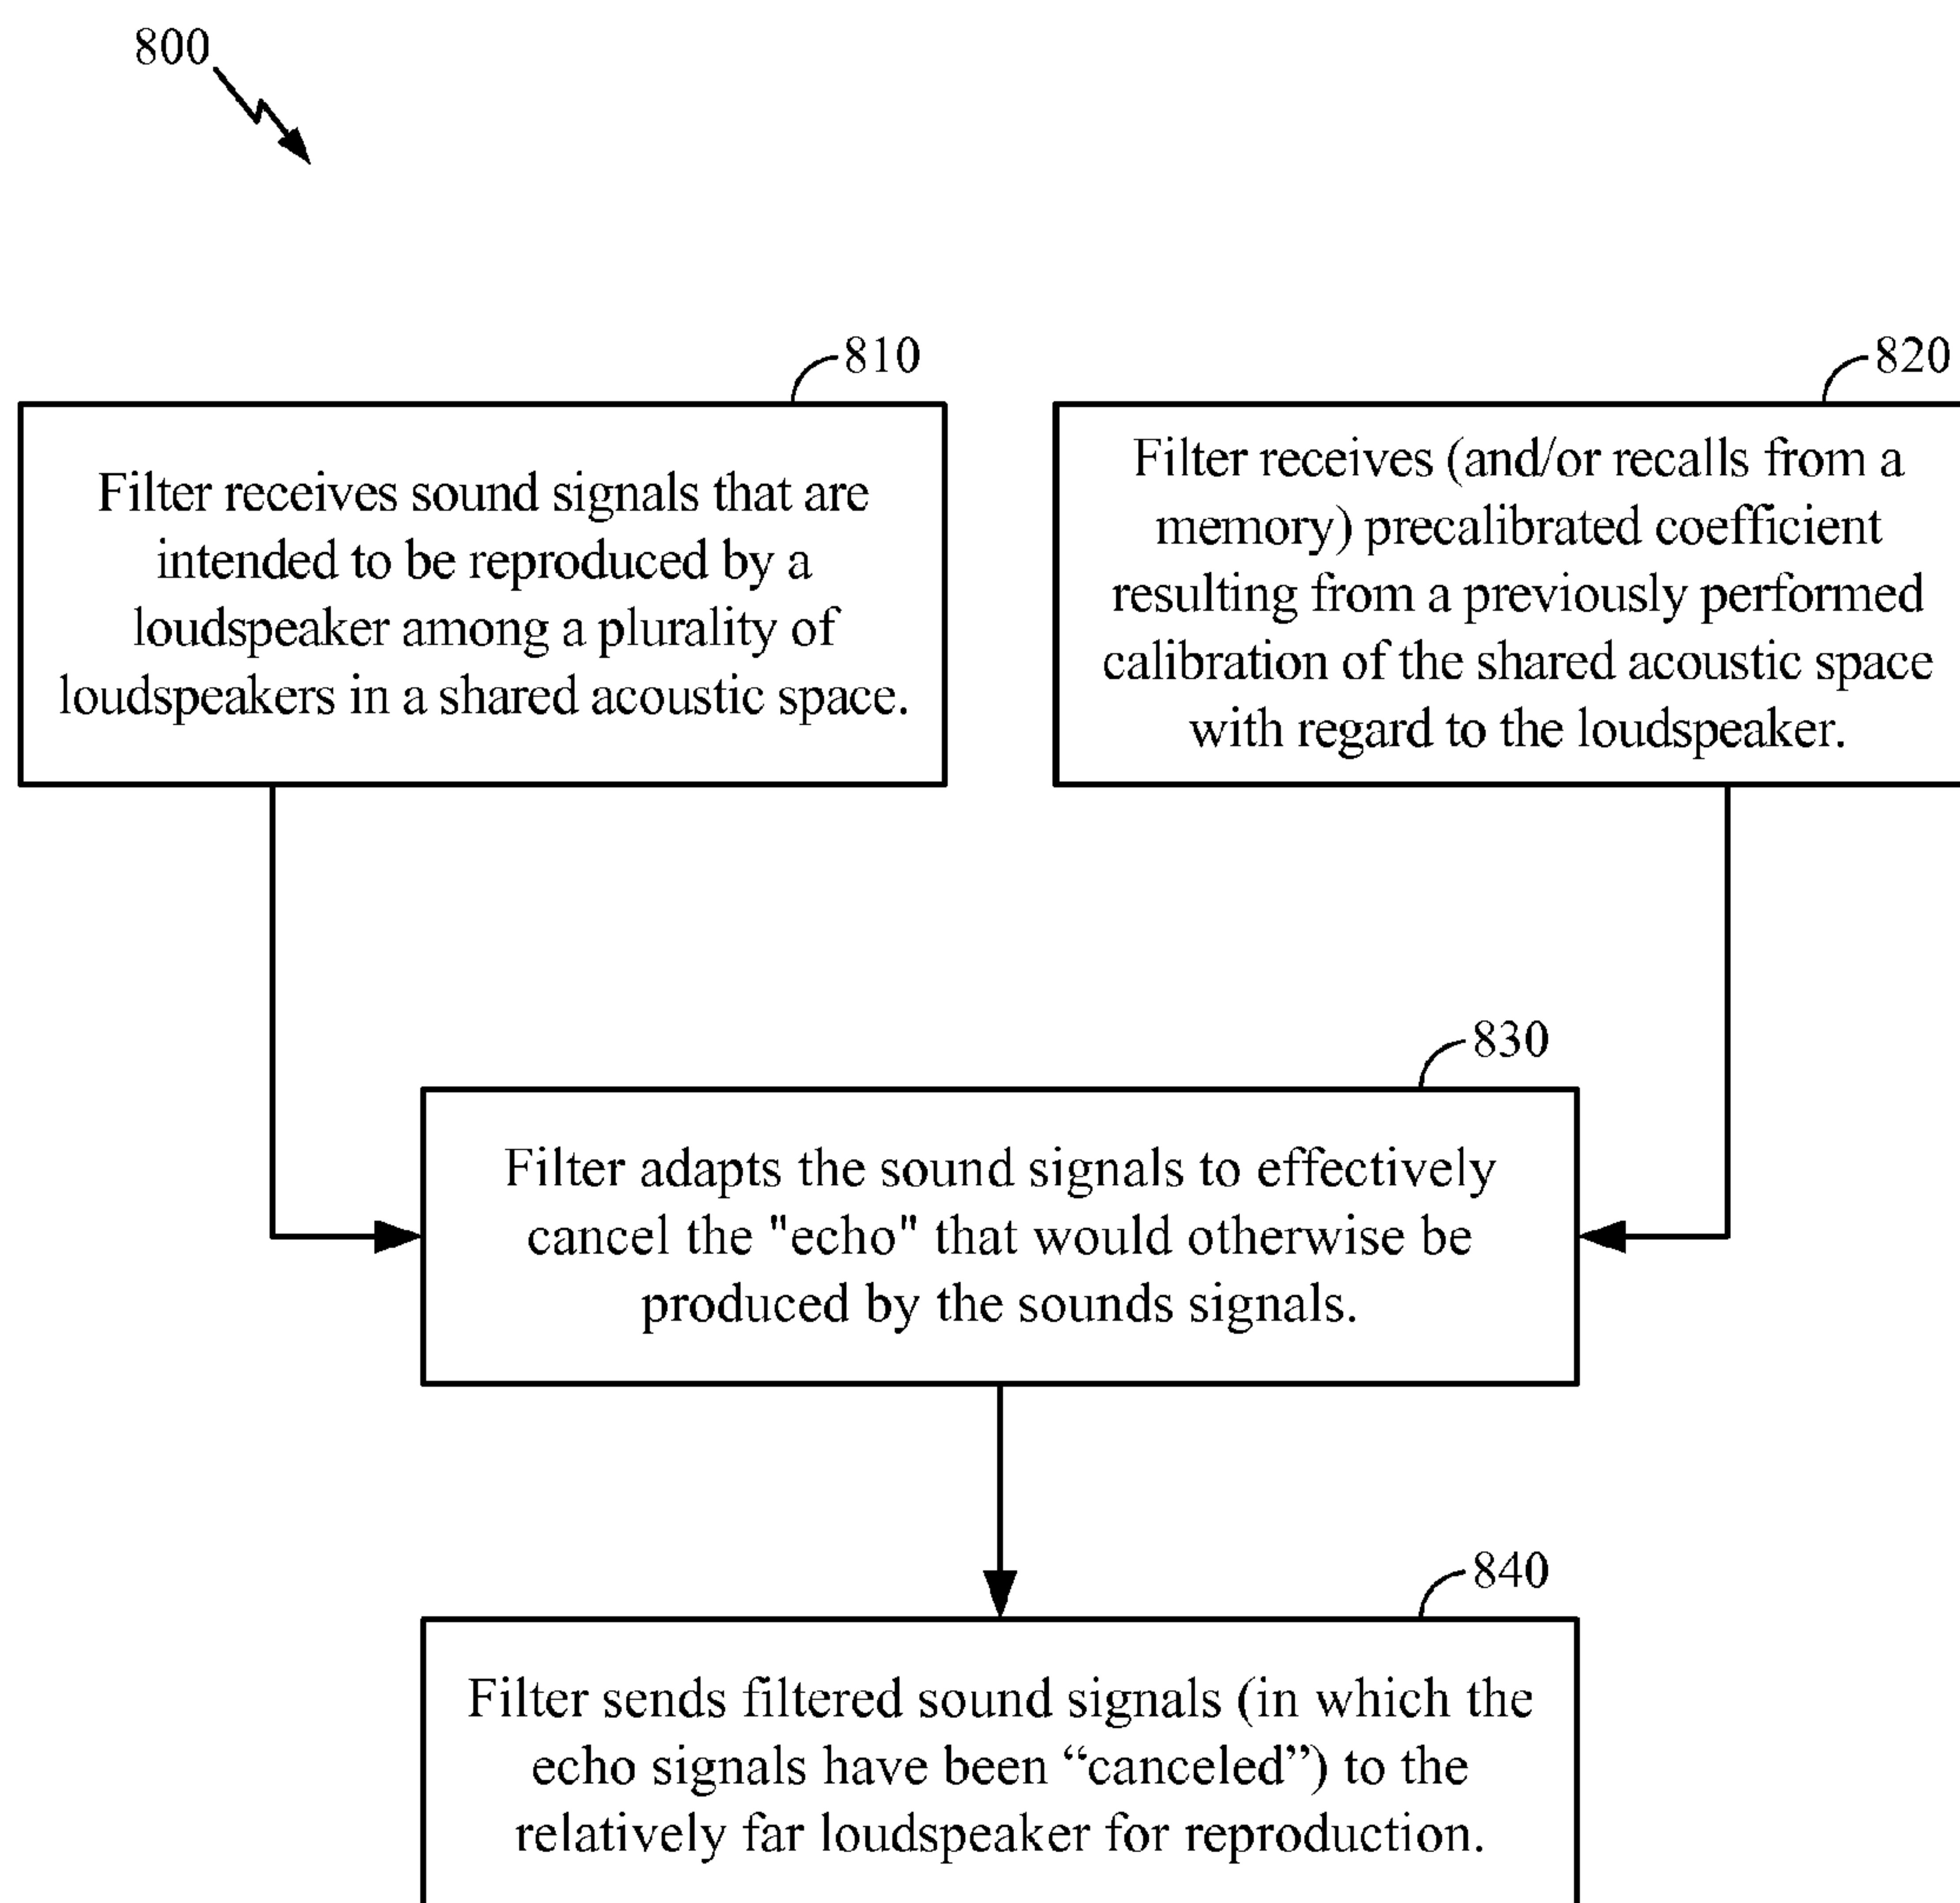 800
810
Filter receives sound signals that are
intended to be reproduced by a
loudspeaker among a plurality of
loudspeakers in a shared acoustic space.
820
Filter receives (and/or recalls from a
memory) precalibrated coefficient
resulting from a previously performed
calibration of the shared acoustic space
with regard to the loudspeaker.
830
Filter adapts the sound signals to effectively
cancel the "echo" that would otherwise be
produced by the sounds signals.
840
Filter sends filtered sound signals (in which the
echo signals have been “canceled”) to the
relatively far loudspeaker for reproduction.